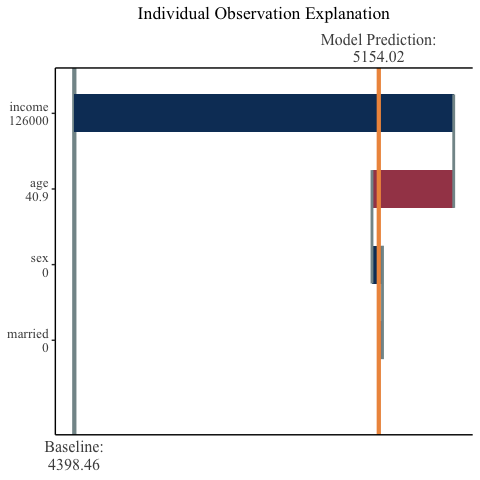 Individual Observation Explanation
Model Prediction:
5154.02
income
126000
age
40.9
sex
0
married
0
Baseline:
4398.46